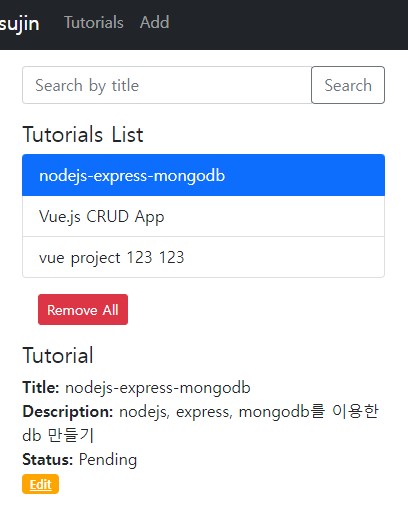 sujin Tutorials Add
Search by title Search
Tutorials List
nodejs-express-mongodb
Vue.js CRUD App
vue project 123 123
Remove All
Tutorial
Title: nodejs-express-mongodb
Description: nodejs, express, mongodb를 이용한
db 만들기
Status: Pending
Edit